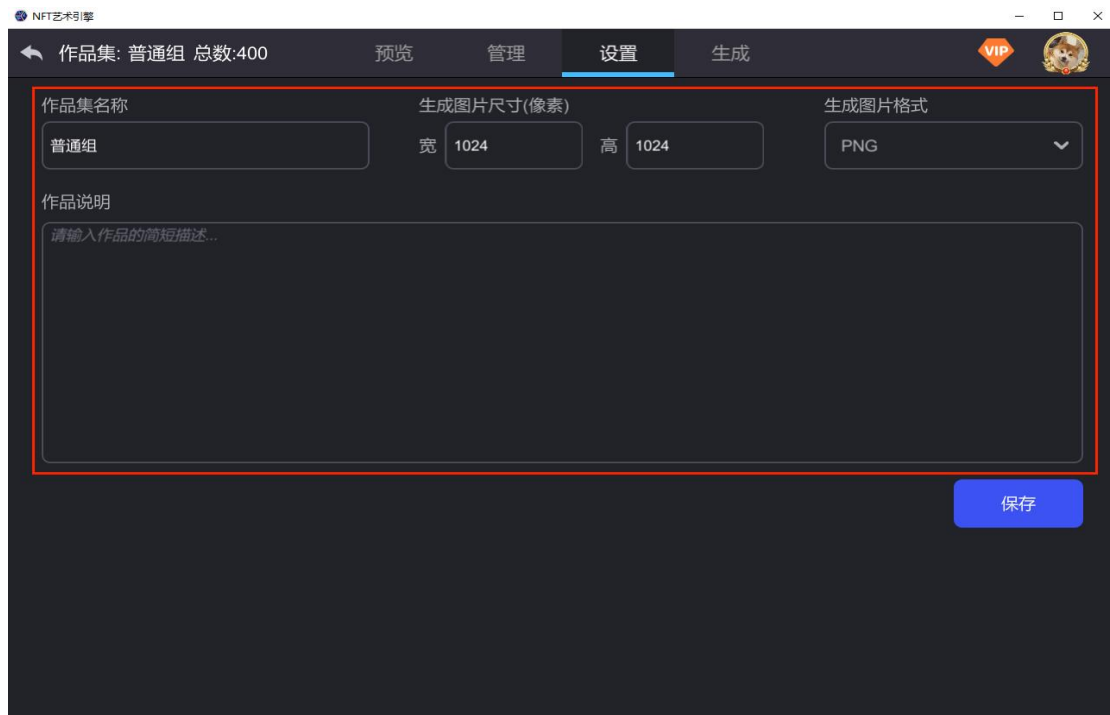 NFT艺术引擎
作品集: 普通组 总数:400 预览 管理 设置 生成 VIP
作品集名称 生成图片尺寸(像素) 生成图片格式
普通组 宽 1024 高 1024 PNG
作品说明
请输入作品的简短描述...
保存